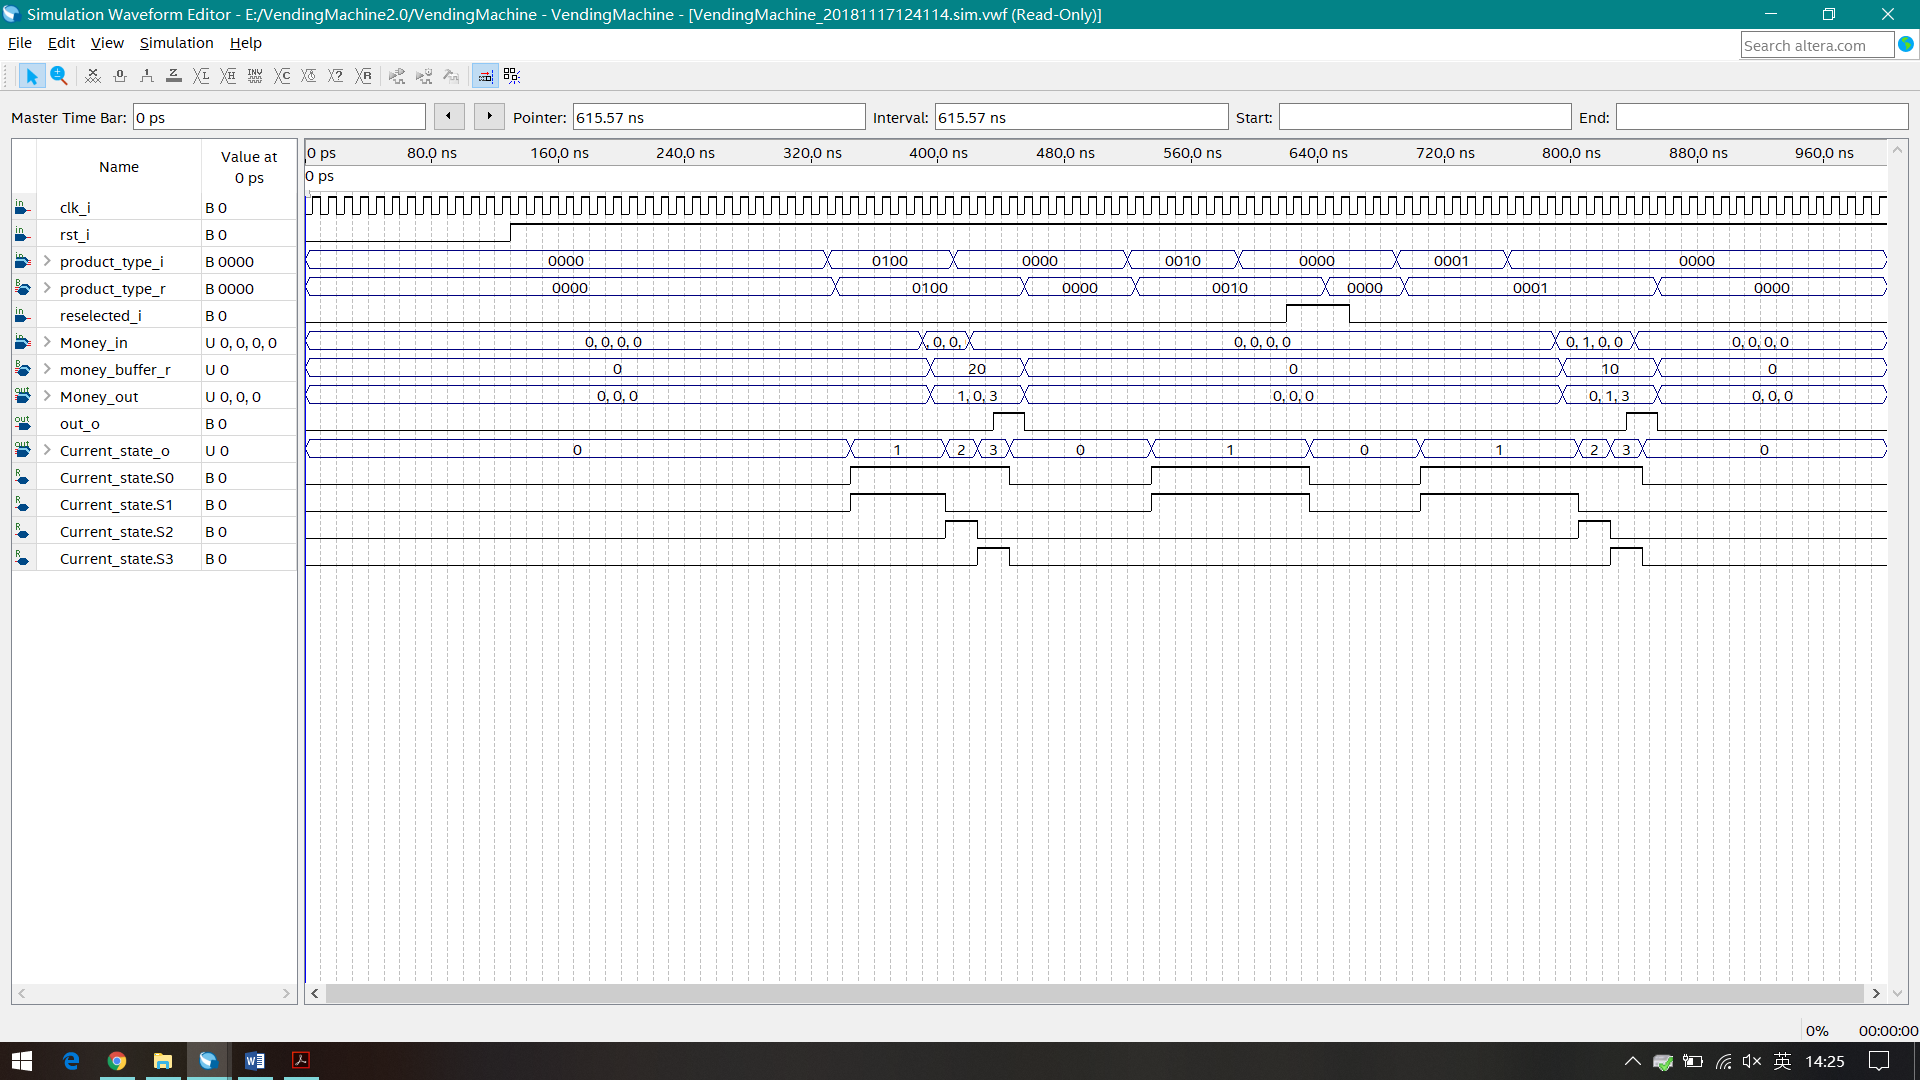 Simulation Waveform Editor - E:/VendingMachine2.0/VendingMachine - VendingMachine - [VendingMachine_20181117124114.sim.vwf (Read-Only)]
File Edit View Simulation Help
Search altera.com
Master Time Bar: 0 ps Pointer: 615.57 ns Interval: 615.57 ns Start: End:
Name Value at 0 ps
0 ps 80.0 ns 160.0 ns 240.0 ns 320.0 ns 400.0 ns 480.0 ns 560.0 ns 640.0 ns 720.0 ns 800.0 ns 880.0 ns 960.0 ns
0 ps
in clk_i B 0
in rst_i B 0
in product_type_i B 0000 0000 0100 0000 0010 0000 0001 0000
B product_type_r B 0000 0000 0100 0000 0010 0000 0001 0000
in reselected_i B 0
in Money_in U 0, 0, 0, 0 0, 0, 0, 0 , 0, 0, 0, 0, 0, 0 0, 1, 0, 0 0, 0, 0, 0
B money_buffer_r U 0 0 20 0 10 0
out Money_out U 0, 0, 0 0, 0, 0 1, 0, 3 0, 0, 0 0, 1, 3 0, 0, 0
out out_o B 0
out Current_state_o U 0 0 1 2 3 0 1 0 1 2 3 0
R Current_state.S0 B 0
R Current_state.S1 B 0
R Current_state.S2 B 0
R Current_state.S3 B 0
0% 00:00:00
英 14:25